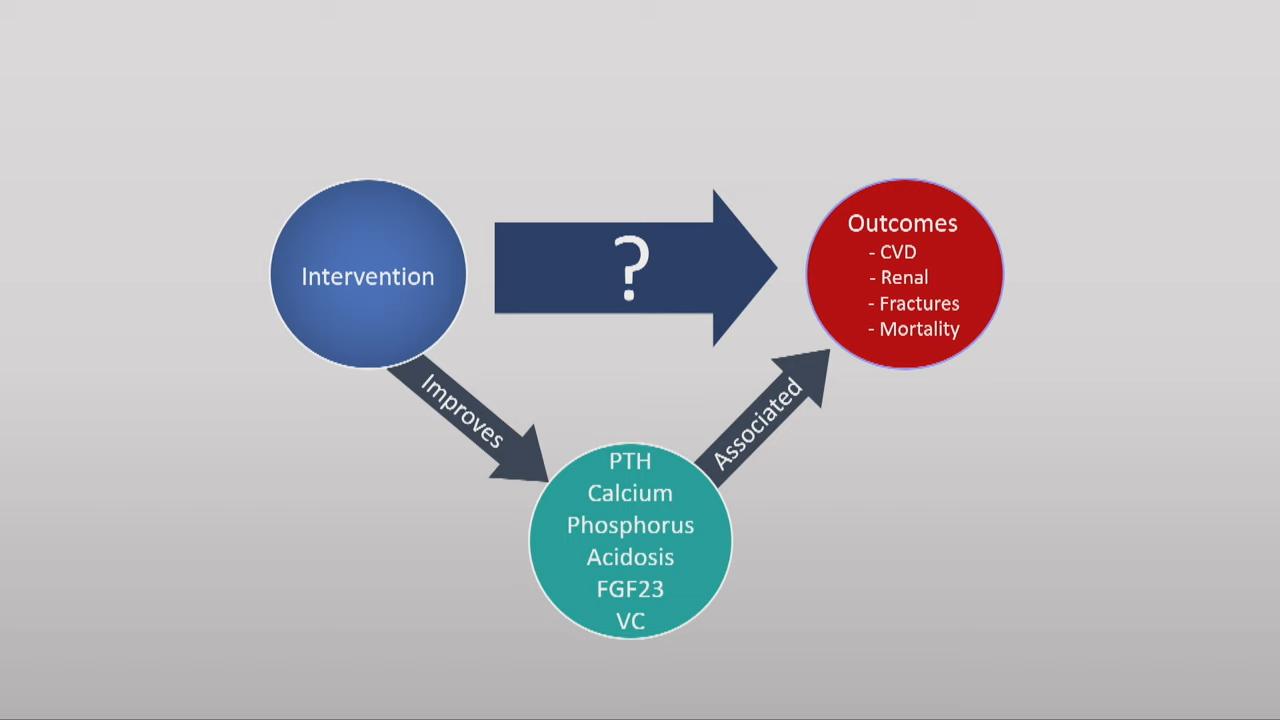 Intervention
?
Outcomes
- CVD
- Renal
- Fractures
- Mortality
Improves
Associated
PTH
Calcium
Phosphorus
Acidosis
FGF23
VC